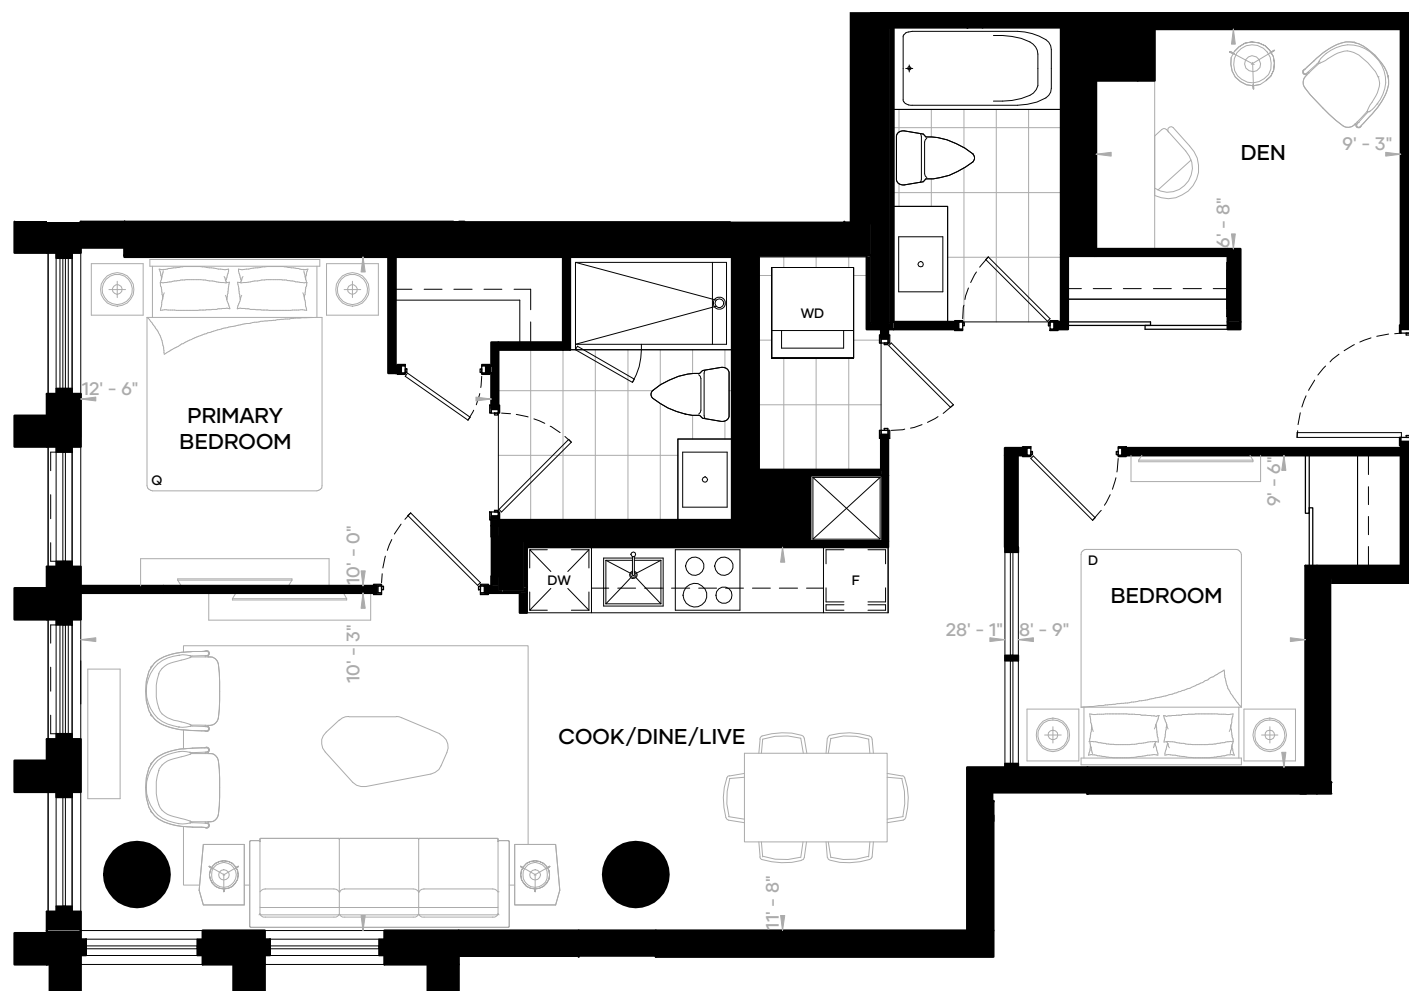 DEN
9' - 3"
6' - 8"
WD
12' - 6"
PRIMARY
BEDROOM
Q
10' - 0"
9' - 6"
DW
F
D
BEDROOM
28' - 1"
8' - 9"
10' - 3"
COOK/DINE/LIVE
11' - 8"